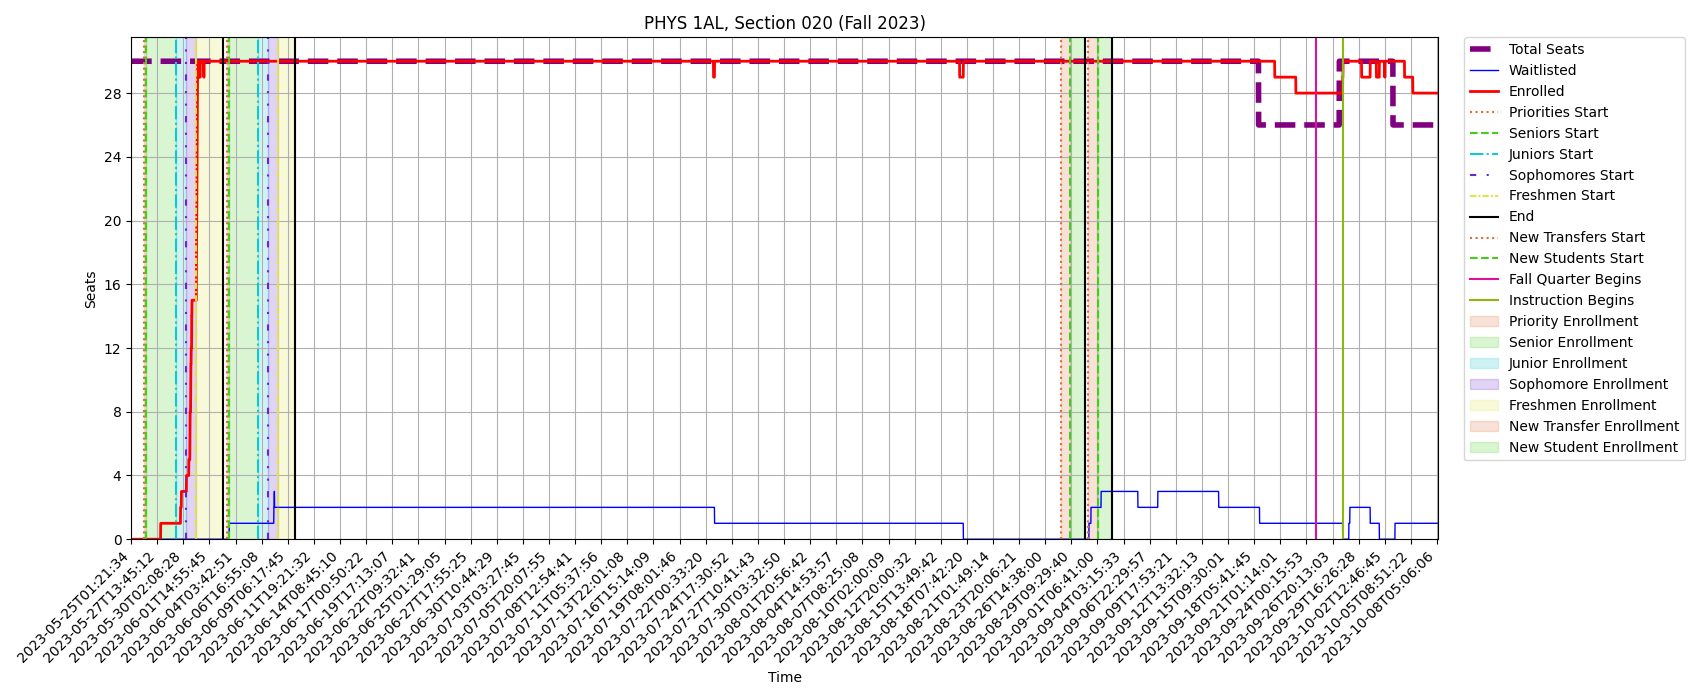 PHYS 1AL, Section 020 (Fall 2023)
Seats
28
24
20
16
12
8
4
0
2023-05-25T01:21:34
2023-05-27T13:45:12
2023-05-30T02:08:28
2023-06-01T14:55:45
2023-06-04T03:42:51
2023-06-06T16:55:08
2023-06-09T06:17:45
2023-06-11T19:21:32
2023-06-14T08:45:10
2023-06-17T00:50:22
2023-06-19T17:13:07
2023-06-22T09:32:41
2023-06-25T01:29:05
2023-06-27T17:55:25
2023-06-30T10:44:29
2023-07-03T03:27:45
2023-07-05T20:07:55
2023-07-08T12:54:41
2023-07-11T05:37:56
2023-07-13T22:01:08
2023-07-16T15:14:09
2023-07-19T08:01:46
2023-07-22T00:33:20
2023-07-24T17:30:52
2023-07-27T10:41:43
2023-07-30T03:32:50
2023-08-01T20:56:42
2023-08-04T14:53:57
2023-08-07T08:25:08
2023-08-10T02:00:09
2023-08-12T20:00:32
2023-08-15T13:49:42
2023-08-18T07:42:20
2023-08-21T01:49:14
2023-08-23T20:06:21
2023-08-26T14:38:00
2023-08-29T09:29:40
2023-09-01T06:41:00
2023-09-04T03:15:33
2023-09-06T22:29:57
2023-09-09T17:53:21
2023-09-12T13:32:13
2023-09-15T09:30:01
2023-09-18T05:41:45
2023-09-21T01:14:01
2023-09-24T00:15:53
2023-09-26T20:13:03
2023-09-29T16:26:28
2023-10-02T12:46:45
2023-10-05T08:51:22
2023-10-08T05:06:06
Time
Total Seats
Waitlisted
Enrolled
Priorities Start
Seniors Start
Juniors Start
Sophomores Start
Freshmen Start
End
New Transfers Start
New Students Start
Fall Quarter Begins
Instruction Begins
Priority Enrollment
Senior Enrollment
Junior Enrollment
Sophomore Enrollment
Freshmen Enrollment
New Transfer Enrollment
New Student Enrollment